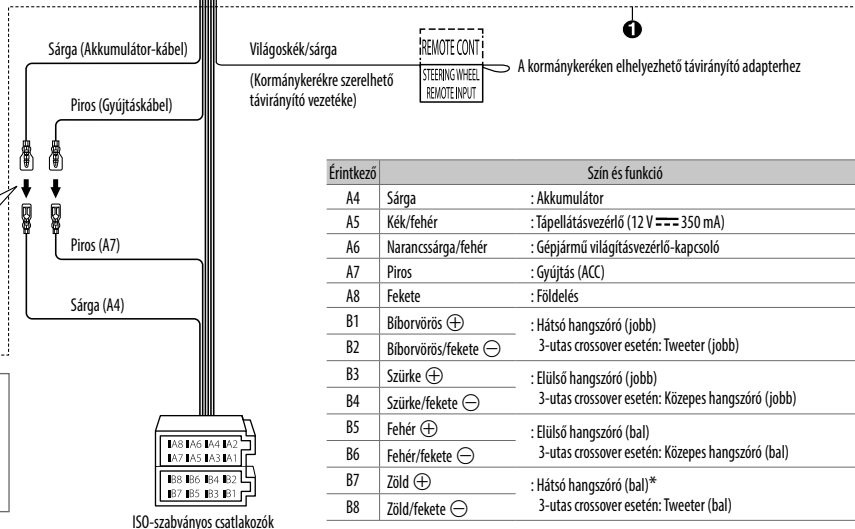 ❶
Sárga (Akkumulátor-kábel)
Világoskék/sárga
(Kormánykerékre szerelhető
távirányító vezetéke)
REMOTE CONT
STEERING WHEEL
REMOTE INPUT
A kormánykeréken elhelyezhető távirányító adapterhez
Piros (Gyújtáskábel)
Piros (A7)
Sárga (A4)
A8 A6 A4 A2
A7 A5 A3 A1
B8 B6 B4 B2
B7 B5 B3 B1
ISO-szabványos csatlakozók
Érintkező Szín és funkció
A4 Sárga : Akkumulátor
A5 Kék/fehér : Tápellátásvezérlő (12 V ⎓ 350 mA)
A6 Narancssárga/fehér : Gépjármű világításvezérlő-kapcsoló
A7 Piros : Gyújtás (ACC)
A8 Fekete : Földelés
B1 Bíborvörös ⊕ : Hátsó hangszóró (jobb)
B2 Bíborvörös/fekete ⊖ 3-utas crossover esetén: Tweeter (jobb)
B3 Szürke ⊕ : Elülső hangszóró (jobb)
B4 Szürke/fekete ⊖ 3-utas crossover esetén: Közepes hangszóró (jobb)
B5 Fehér ⊕ : Elülső hangszóró (bal)
B6 Fehér/fekete ⊖ 3-utas crossover esetén: Közepes hangszóró (bal)
B7 Zöld ⊕ : Hátsó hangszóró (bal)*
B8 Zöld/fekete ⊖ 3-utas crossover esetén: Tweeter (bal)